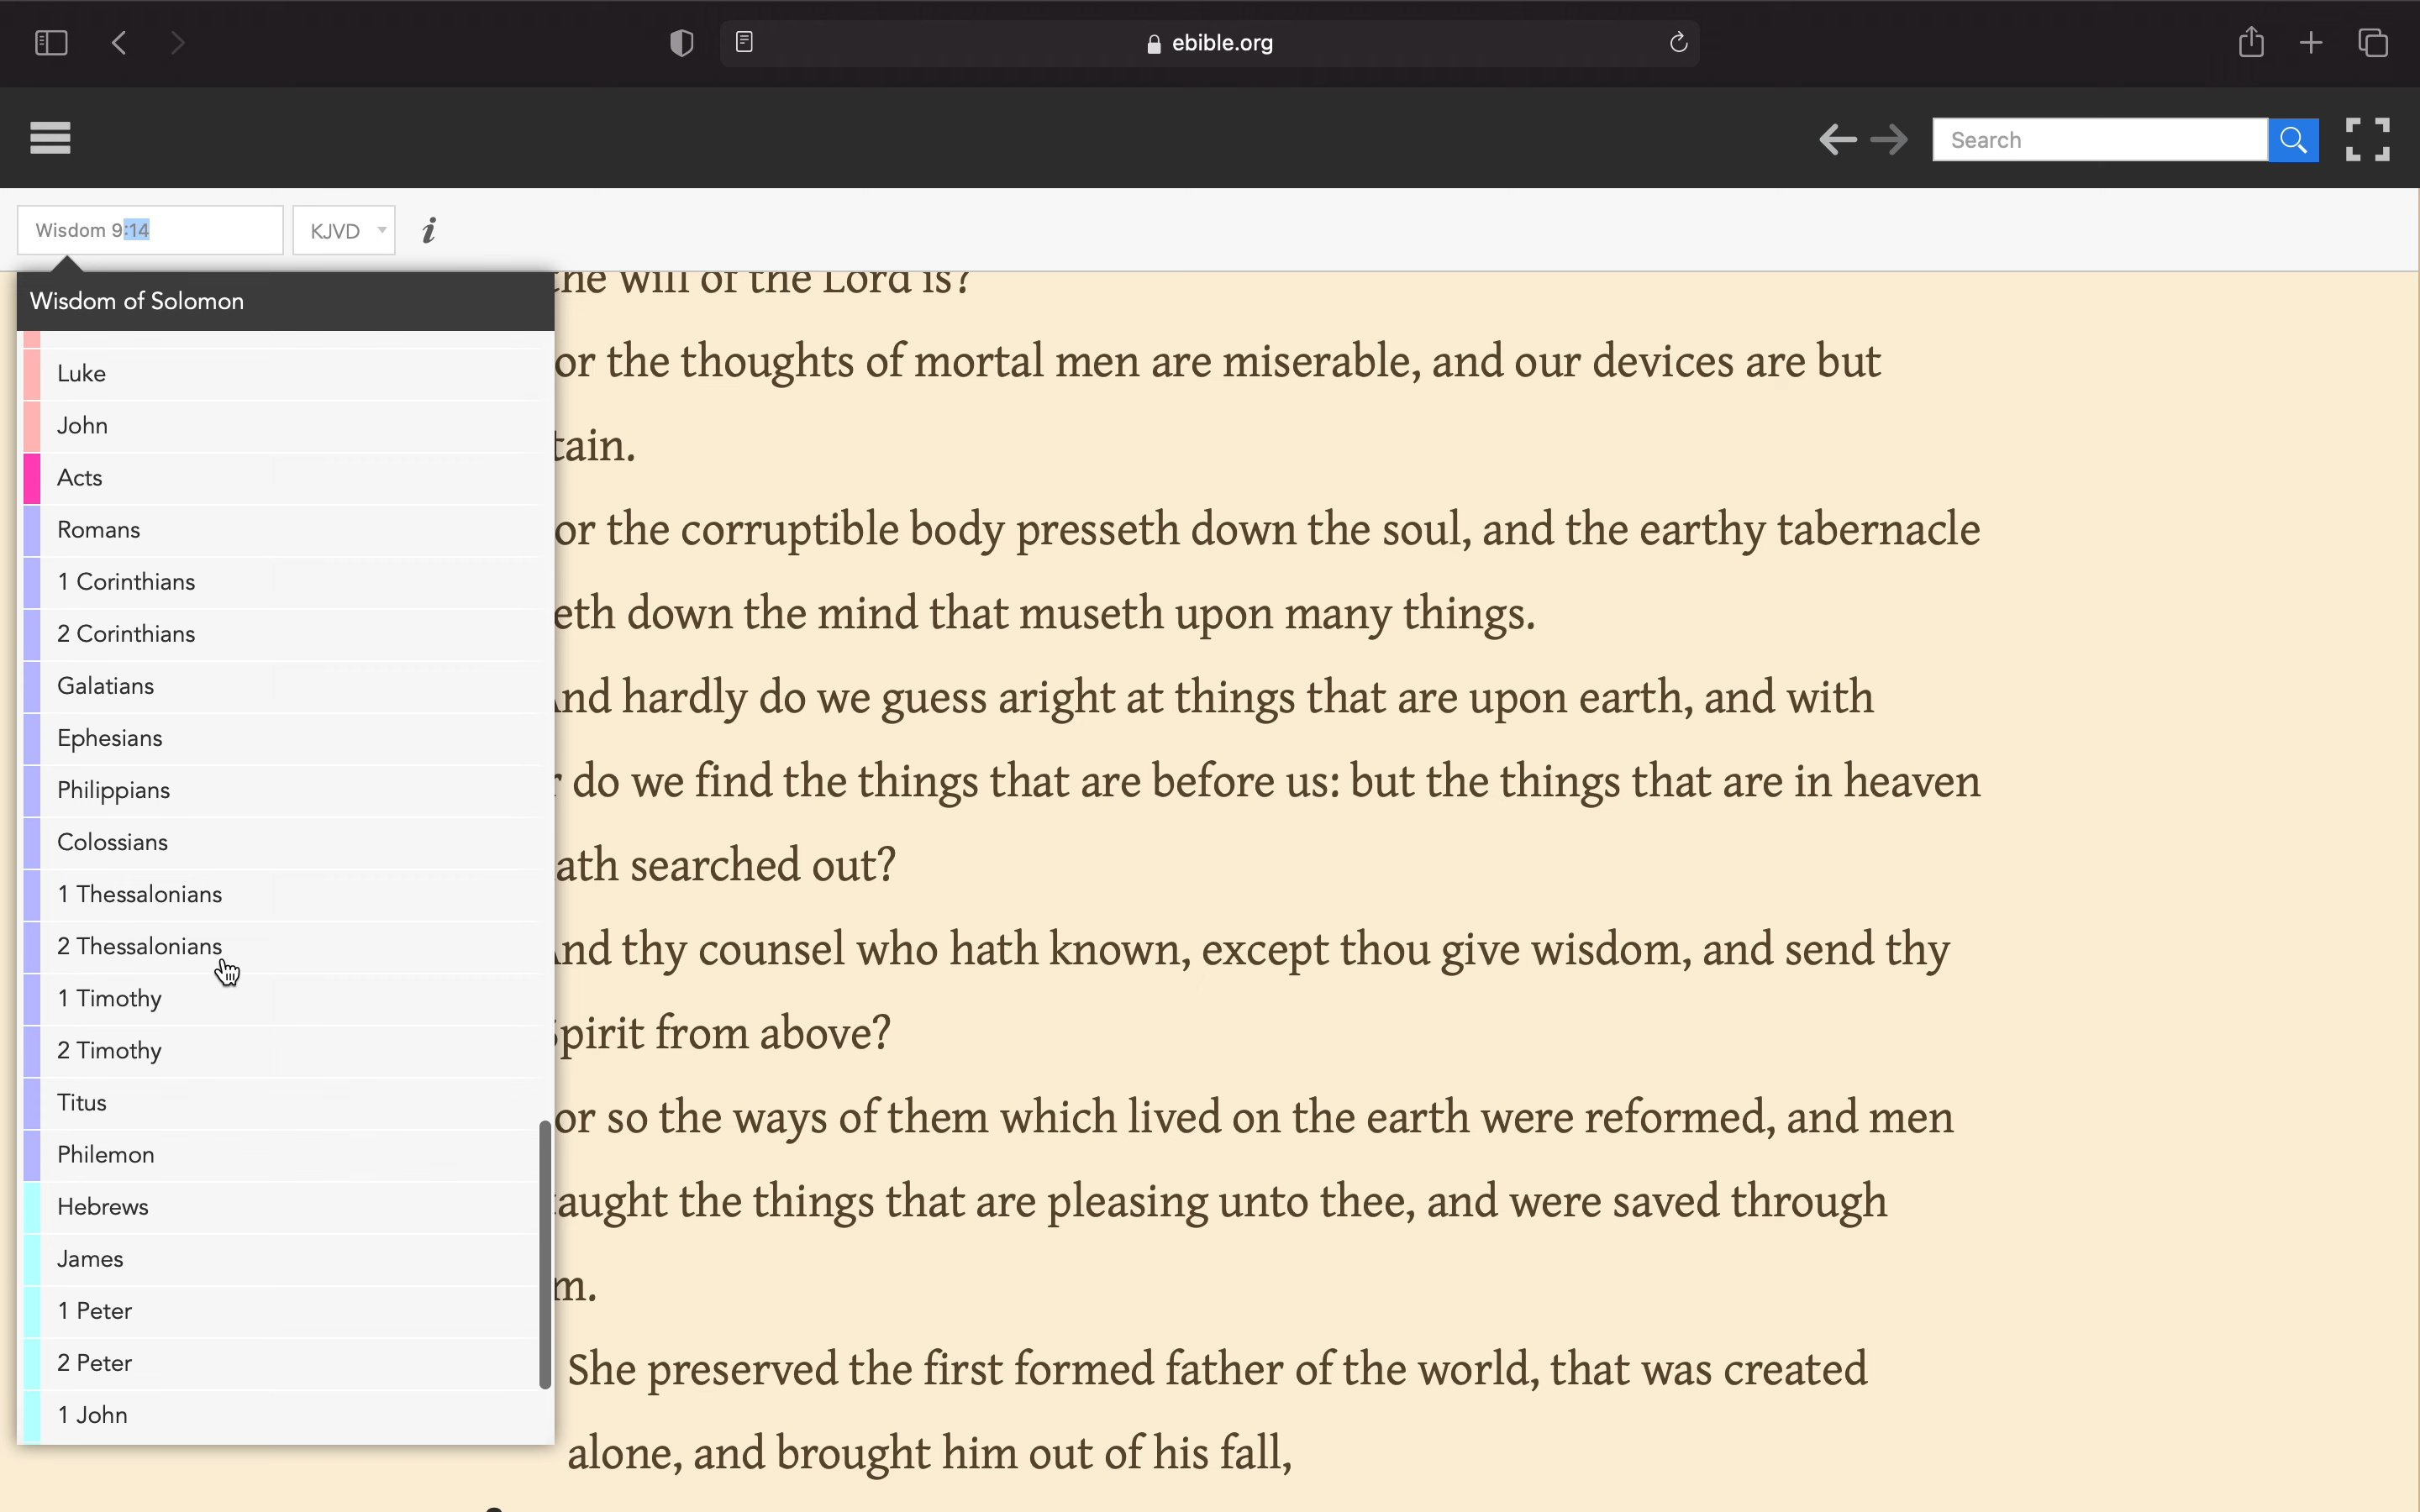 ebible.org
Search
Wisdom 9:14
KJVD
i
Wisdom of Solomon
Luke
John
Acts
Romans
1 Corinthians
2 Corinthians
Galatians
Ephesians
Philippians
Colossians
1 Thessalonians
2 Thessalonians
1 Timothy
2 Timothy
Titus
Philemon
Hebrews
James
1 Peter
2 Peter
1 John
the will of the Lord is?
or the thoughts of mortal men are miserable, and our devices are but
tain.
or the corruptible body presseth down the soul, and the earthy tabernacle
eth down the mind that museth upon many things.
nd hardly do we guess aright at things that are upon earth, and with
r do we find the things that are before us: but the things that are in heaven
ath searched out?
nd thy counsel who hath known, except thou give wisdom, and send thy
pirit from above?
or so the ways of them which lived on the earth were reformed, and men
aught the things that are pleasing unto thee, and were saved through
m.
She preserved the first formed father of the world, that was created
alone, and brought him out of his fall,